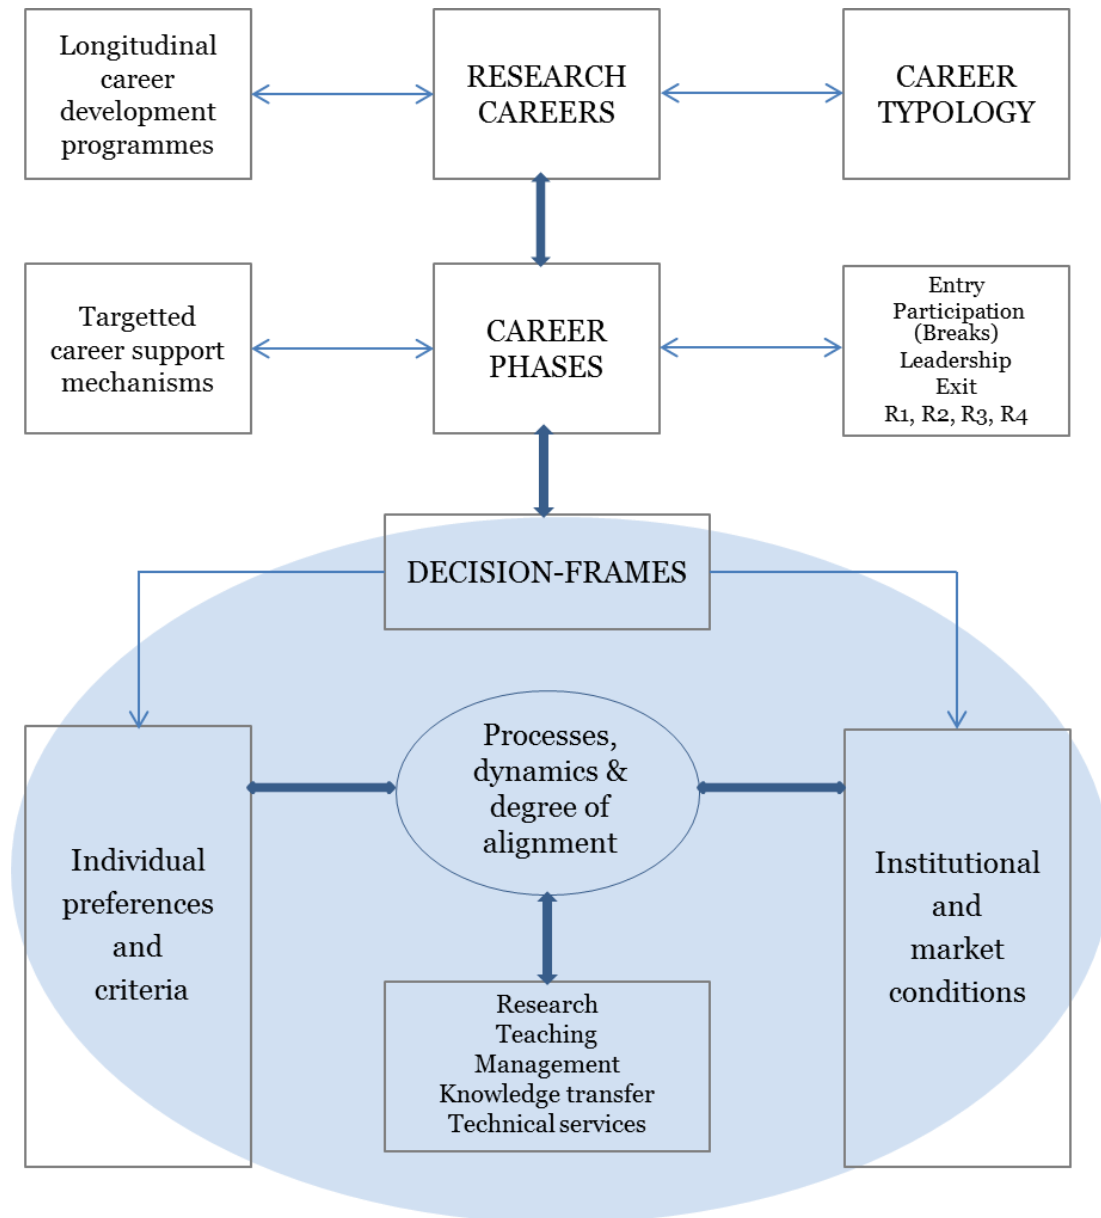 Longitudinal
career
development
programmes
RESEARCH
CAREERS
CAREER
TYPOLOGY
Targetted
career support
mechanisms
CAREER
PHASES
Entry
Participation
(Breaks)
Leadership
Exit
R1, R2, R3, R4
DECISION-FRAMES
Processes,
dynamics &
degree of
alignment
Individual
preferences
and
criteria
Institutional
and
market
conditions
Research
Teaching
Management
Knowledge transfer
Technical services